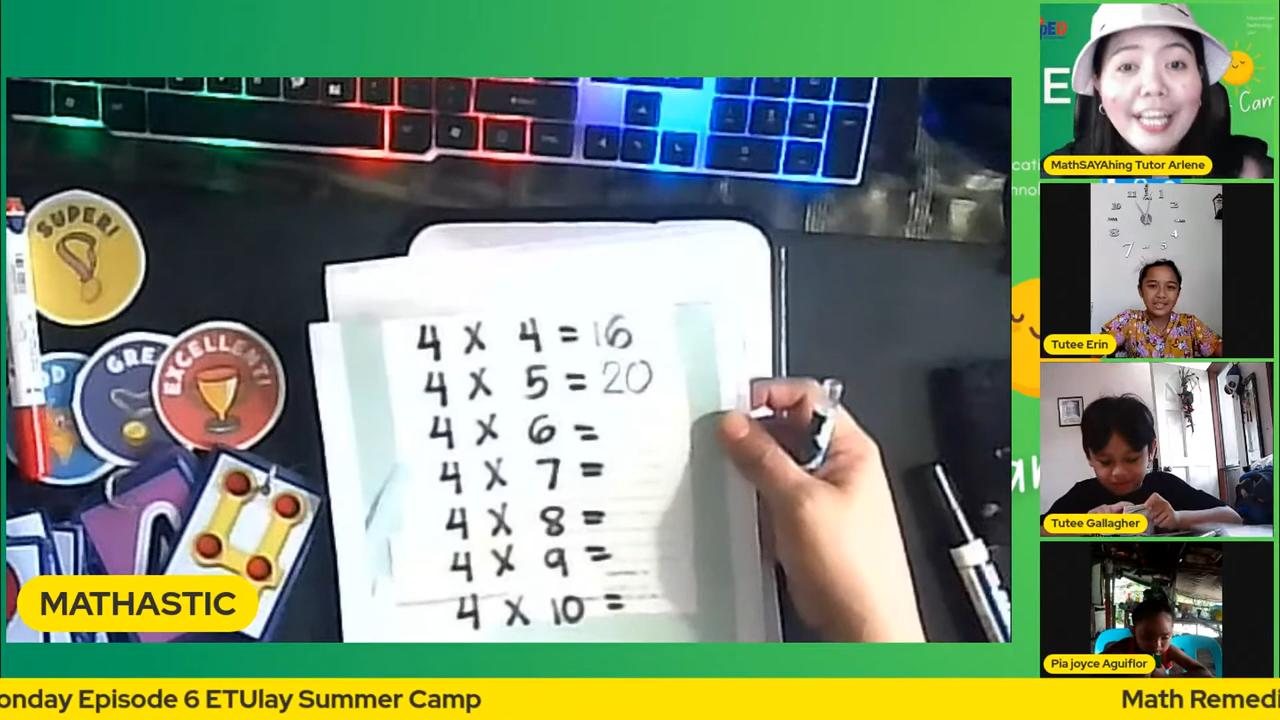 4 X 4 = 16
4 X 5 = 20
4 X 6 =
4 X 7 =
4 X 8 =
4 X 9 =
4 X 10 =
SUPER!
EXCELLENT!
MATHASTIC
MathSAYAhing Tutor Arlene
Tutee Erin
Tutee Gallagher
Pia joyce Aguiflor
onday Episode 6 ETUlay Summer Camp
Math Remedi